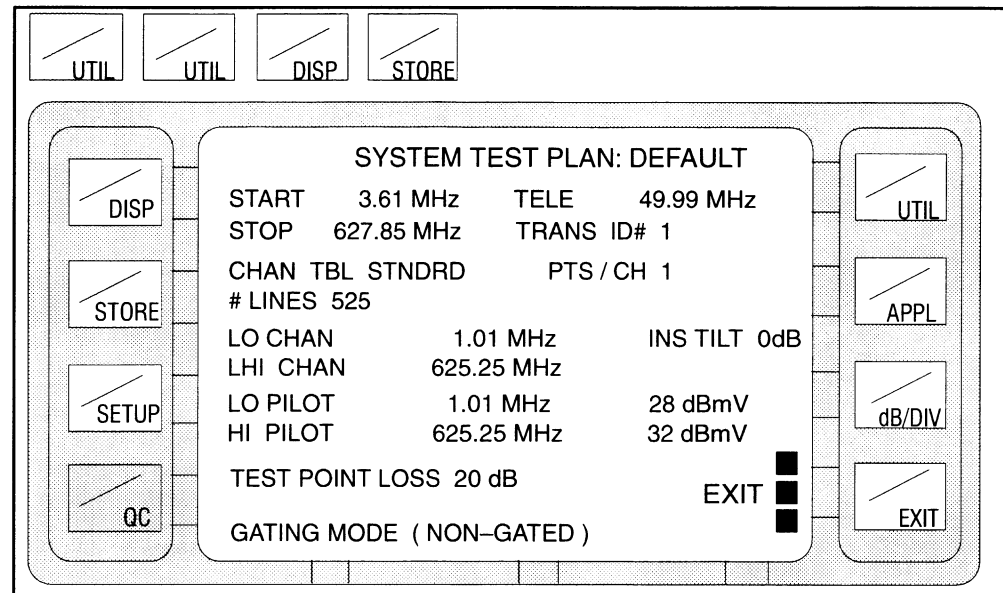 UTIL UTIL DISP STORE
SYSTEM TEST PLAN: DEFAULT
DISP
START 3.61 MHz TELE 49.99 MHz
UTIL
STOP 627.85 MHz TRANS ID# 1
CHAN TBL STNDRD PTS / CH 1
STORE
# LINES 525
APPL
LO CHAN 1.01 MHz INS TILT 0dB
LHI CHAN 625.25 MHz
SETUP
LO PILOT 1.01 MHz 28 dBmV
dB/DIV
HI PILOT 625.25 MHz 32 dBmV
TEST POINT LOSS 20 dB
EXIT
QC
EXIT
GATING MODE ( NON–GATED )